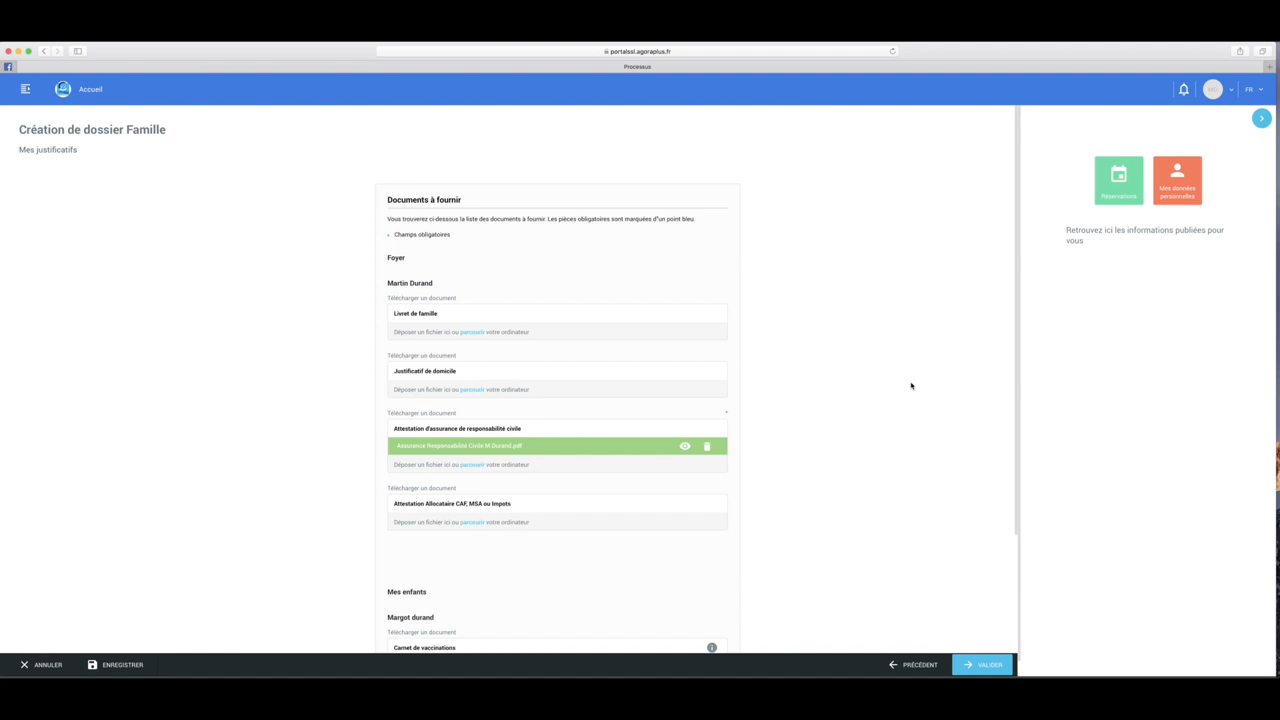 portalssl.agoraplus.fr
Processus
Accueil
MD
FR
Création de dossier Famille
Mes justificatifs
Documents à fournir
Vous trouverez ci-dessous la liste des documents à fournir. Les pièces obligatoires sont marquées d'un point bleu.
Champs obligatoires
Foyer
Martin Durand
Télécharger un document
Livret de famille
Déposer un fichier ici ou parcourir votre ordinateur
Télécharger un document
Justificatif de domicile
Déposer un fichier ici ou parcourir votre ordinateur
Télécharger un document
Attestation d'assurance de responsabilité civile
Assurance Responsabilité Civile M.Durand.pdf
Déposer un fichier ici ou parcourir votre ordinateur
Télécharger un document
Attestation Allocataire CAF, MSA ou Impots
Déposer un fichier ici ou parcourir votre ordinateur
Mes enfants
Margot durand
Télécharger un document
Carnet de vaccinations
Réservations
Mes données
personnelles
Retrouvez ici les informations publiées pour
vous
ANNULER
ENREGISTRER
PRÉCÉDENT
VALIDER